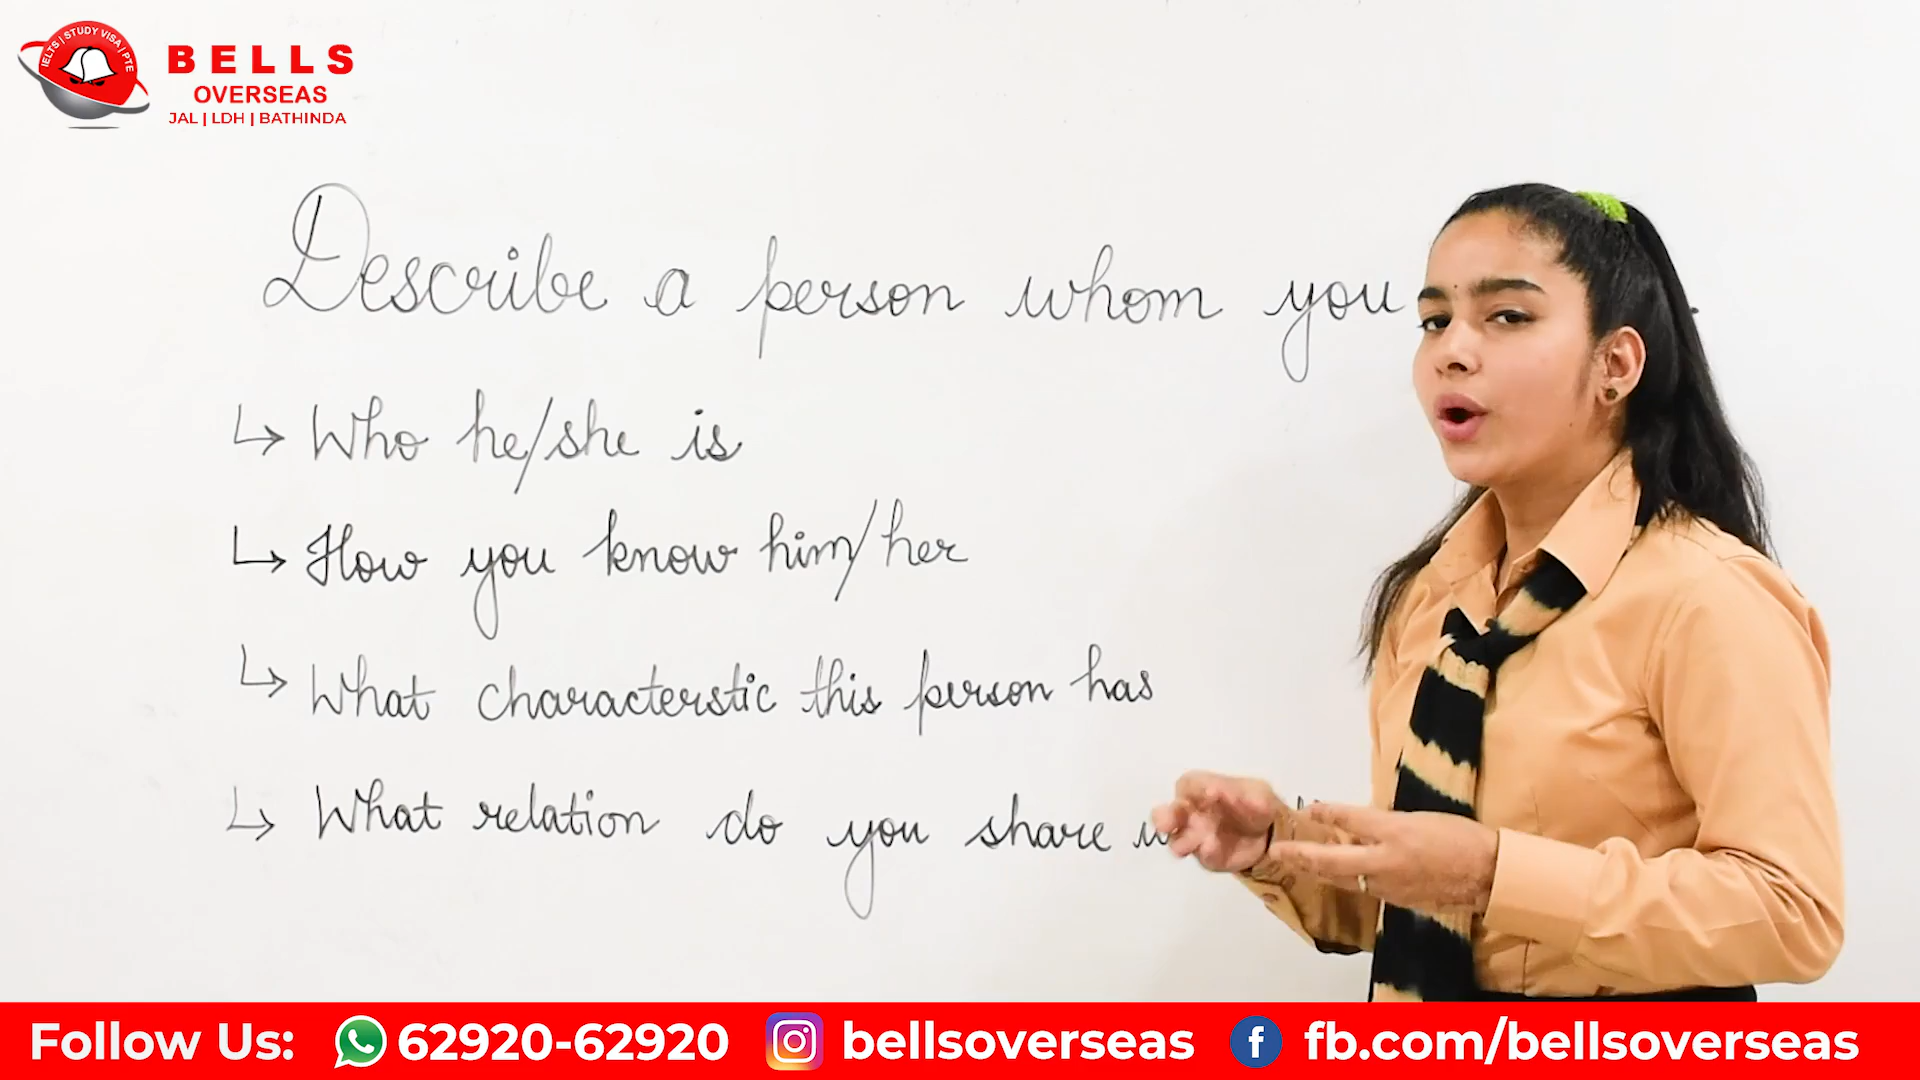 IELTS | STUDY VISA | PTE
BELLS
OVERSEAS
JAL | LDH | BATHINDA
Describe a person whom you
↳ Who he/she is
↳ How you know him/her
↳ What characterstic this person has
↳ What relation do you share
Follow Us: 62920-62920 bellsoverseas fb.com/bellsoverseas